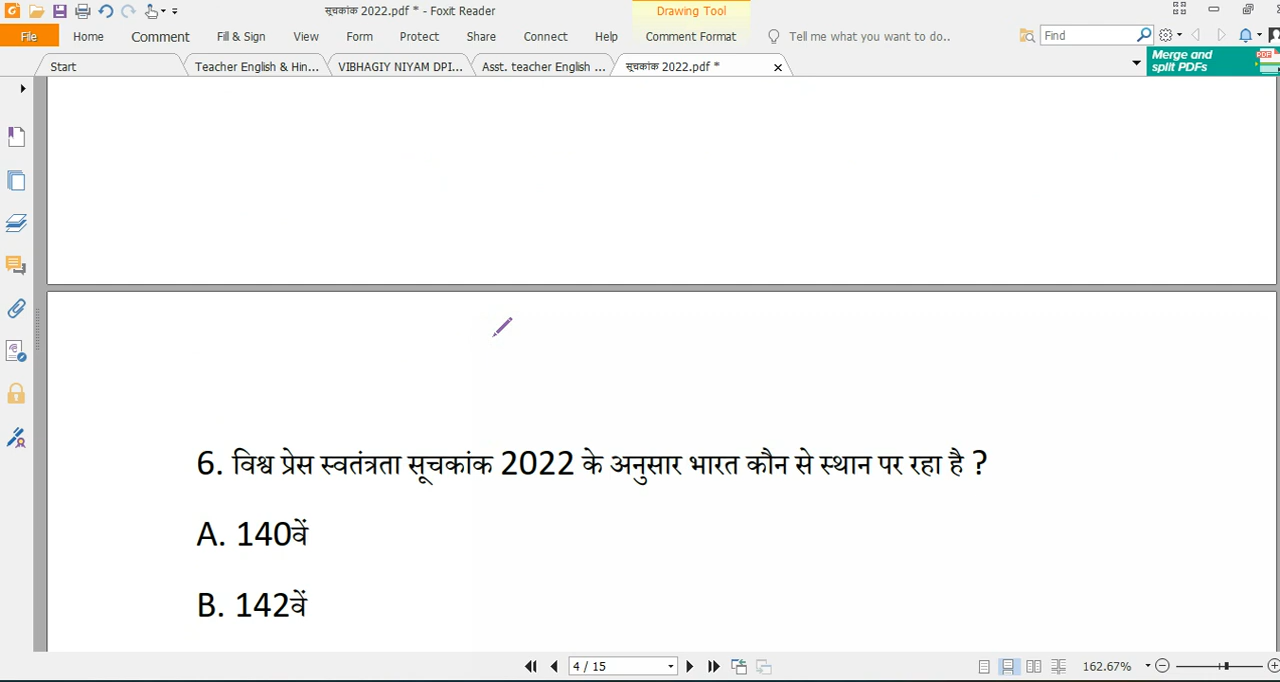 सूचकांक 2022.pdf * - Foxit Reader
Drawing Tool
File Home Comment Fill & Sign View Form Protect Share Connect Help Comment Format Tell me what you want to do.. Find
Start Teacher English & Hin... VIBHAGIY NIYAM DPI... Asst. teacher English ... सूचकांक 2022.pdf *
Merge and
split PDFs
6. विश्व प्रेस स्वतंत्रता सूचकांक 2022 के अनुसार भारत कौन से स्थान पर रहा है ?
A. 140वें
B. 142वें
4 / 15 162.67%